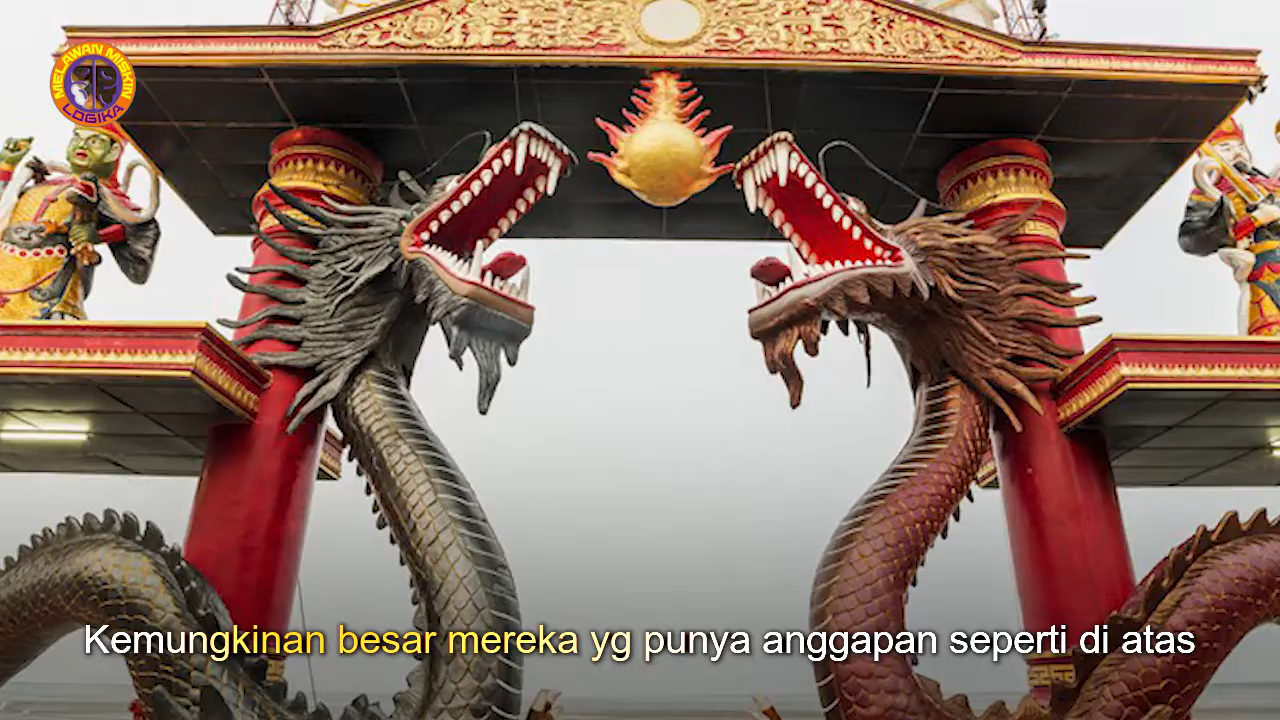 MELAWAN MISKIN
LOGIKA
Kemungkinan besar mereka yg punya anggapan seperti di atas